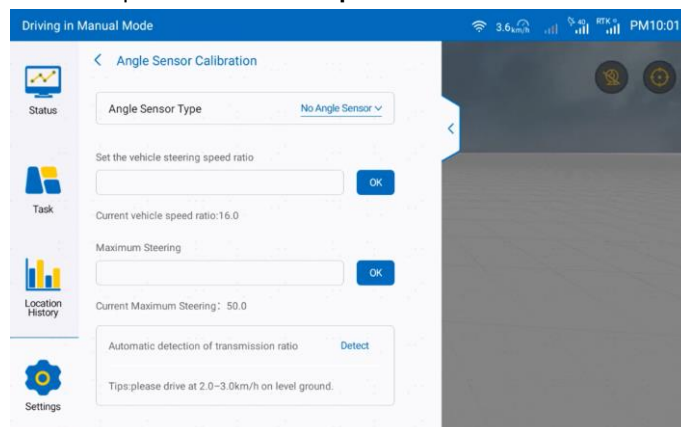 Driving in Manual Mode
3.6km/h
40
RTK
PM10:01
Angle Sensor Calibration
Status
Angle Sensor Type
No Angle Sensor
Set the vehicle steering speed ratio
OK
Task
Current vehicle speed ratio:16.0
Maximum Steering
OK
Location
History
Current Maximum Steering: 50.0
Automatic detection of transmission ratio
Detect
Tips:please drive at 2.0–3.0km/h on level ground.
Settings